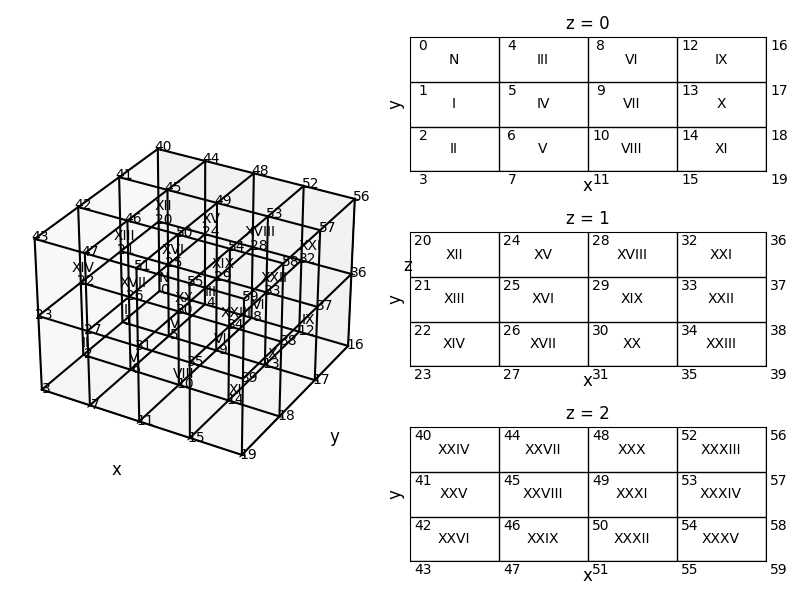 40
44
48
52
56
41
45
49
53
57
42
46
50
54
58
43
47
51
55
59
XII
20
XV
24
XVIII
28
XXI
32
36
XIII
21
XVI
25
XIX
29
XXII
33
37
XIV
22
XVII
26
XX
30
XXIII
34
38
23
27
31
35
39
0
4
VI
8
IX
12
16
9
X
13
17
V
VIII
10
XI
14
18
3
7
11
15
19
x
y
z
z = 0
0 4 8 12 16
N III VI IX
1 5 9 13 17
I IV VII X
2 6 10 14 18
II V VIII XI
3 7 11 15 19
x
y
z = 1
20 24 28 32 36
XII XV XVIII XXI
21 25 29 33 37
XIII XVI XIX XXII
22 26 30 34 38
XIV XVII XX XXIII
23 27 31 35 39
x
y
z = 2
40 44 48 52 56
XXIV XXVII XXX XXXIII
41 45 49 53 57
XXV XXVIII XXXI XXXIV
42 46 50 54 58
XXVI XXIX XXXII XXXV
43 47 51 55 59
x
y